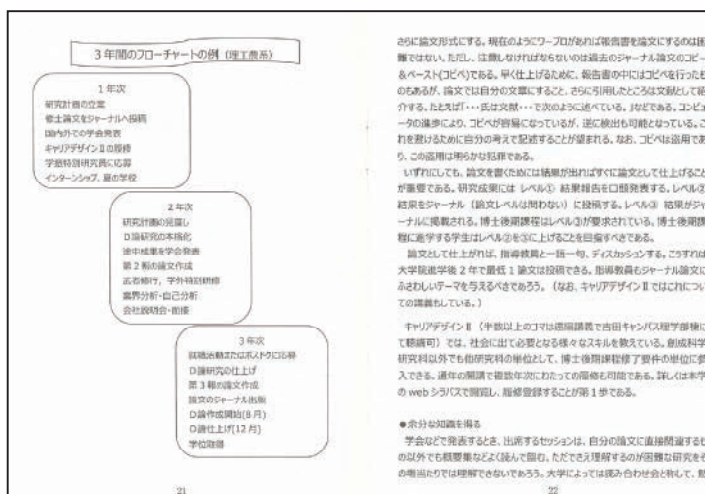 3年間のフローチャートの例（理工農系）
1年次
研究計画の立案
修士論文をジャーナルへ投稿
国内外での学会発表
キャリアデザインⅡの履修
学振特別研究員に応募
インターンシップ、夏の学校
2年次
研究計画の見直し
D論研究の本格化
途中成果を学会発表
第2報の論文作成
武者修行，学外特別研修
業界分析・自己分析
会社説明会・面接
3年次
就職活動またはポストドクに応募
D論研究の仕上げ
第3報の論文作成
論文のジャーナル出版
D論作成開始(8月)
D論仕上げ(12月)
学位取得
21
さらに論文形式にする。現在のようにワープロがあれば報告書を論文にするのは困
難ではない。ただし、注意しなければならないのは過去のジャーナル論文のコピー
＆ペースト(コピペ)である。早く仕上げるために、報告書の中にはコピペを行ったも
のもあるが、論文では自分の文章にすること、さらに引用したところは文献として紹
介する。たとえば「・・・氏は文献・・・で次のように述べている。」などである。コンピュ
ータの進歩により、コピペが容易になっているが、逆に検出も可能となっている。こ
れを避けるために自分の考えで記述することが望まれる。なお、コピペは盗用であ
り、この盗用は明らかな犯罪である。
いずれにしても、論文を書くためには結果が出ればすぐに論文として仕上げること
が重要である。研究成果には レベル① 結果報告を口頭発表する。レベル②
結果をジャーナル（論文レベルは問わない）に投稿する。レベル③ 結果がジャ
ーナルに掲載される。博士後期課程はレベル③が要求されている。博士後期課
程に進学する学生はレベル②を③に上げることを目指すべきである。
論文として仕上がれば、指導教員と一語一句、ディスカッションする。こうすれば
大学院進学後2年で最低1論文は投稿できる。指導教員もジャーナル論文に
ふさわしいテーマを与えるべきであろう。（なお、キャリアデザインⅡではこれについ
ての講義もしている。）
キャリアデザインⅡ（半数以上のコマは遠隔講義で吉田キャンパス理学部棟に
て聴講可）では、社会に出て必要となる様々なスキルを教えている。創成科学
研究科以外でも他研究科の単位として、博士後期課程修了要件の単位に参
入できる。通年の開講で複数年次にわたっての履修も可能である。詳しくは本学
のwebシラバスで閲覧し、履修登録することが第1歩である。
●余分な知識を得る
学会などで発表するとき、出席するセッションは、自分の論文に直接関連するも
の以外でも概要集などよく読んで臨む。ただでさえ理解するのが困難な研究をそ
の場当たりでは理解できないであろう。大学によっては読み合わせ会と称して、
22